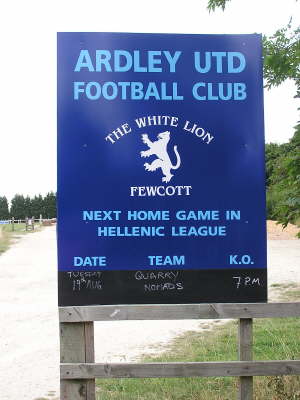 ARDLEY UTD
FOOTBALL CLUB
THE WHITE LION
FEWCOTT
NEXT HOME GAME IN
HELLENIC LEAGUE
DATE TEAM K.O.
TUESDAY QUARRY 7PM
19TH AUG NOMADS